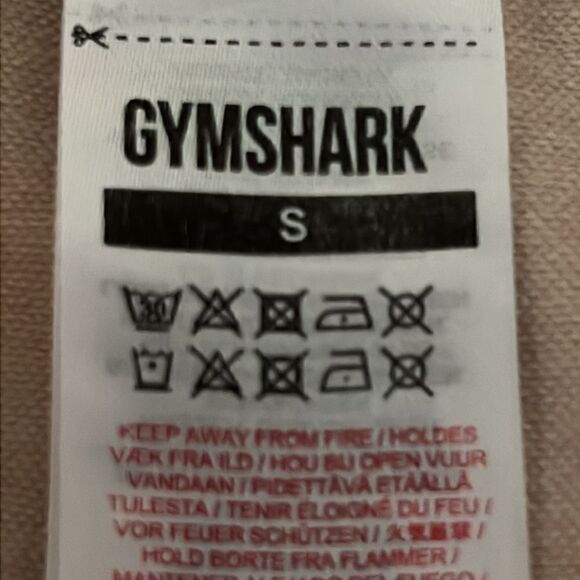 GYMSHARK
S
30
KEEP AWAY FROM FIRE / HOLDES
VÆK FRA ILD / HOU BIJ OPEN VUUR
VANDAAN / PIDETTÄVÄ ETÄÄLLÄ
TULESTA / TENIR ÉLOIGNÉ DU FEU /
VOR FEUER SCHÜTZEN /
HOLD BORTE FRA FLAMMER /